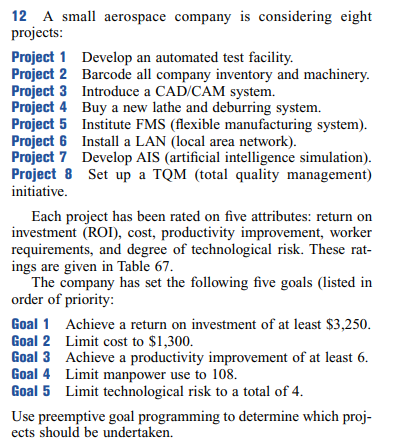 12 A small aerospace company is considering eight
projects:
Project 1 Develop an automated test facility.
Project 2 Barcode all company inventory and machinery.
Project 3 Introduce a CAD/CAM system.
Project 4 Buy a new lathe and deburring system.
Project 5 Institute FMS (flexible manufacturing system).
Project 6 Install a LAN (local area network).
Project 7 Develop AIS (artificial intelligence simulation).
Project 8 Set up a TQM (total quality management)
initiative.
Each project has been rated on five attributes: return on
investment (ROI), cost, productivity improvement, worker
requirements, and degree of technological risk. These rat-
ings are given in Table 67.
The company has set the following five goals (listed in
order of priority:
Goal 1 Achieve a return on investment of at least $3,250.
Goal 2 Limit cost to $1,300.
Goal 3 Achieve a productivity improvement of at least 6.
Goal 4 Limit manpower use to 108.
Goal 5 Limit technological risk to a total of 4.
Use preemptive goal programming to determine which proj-
ects should be undertaken.